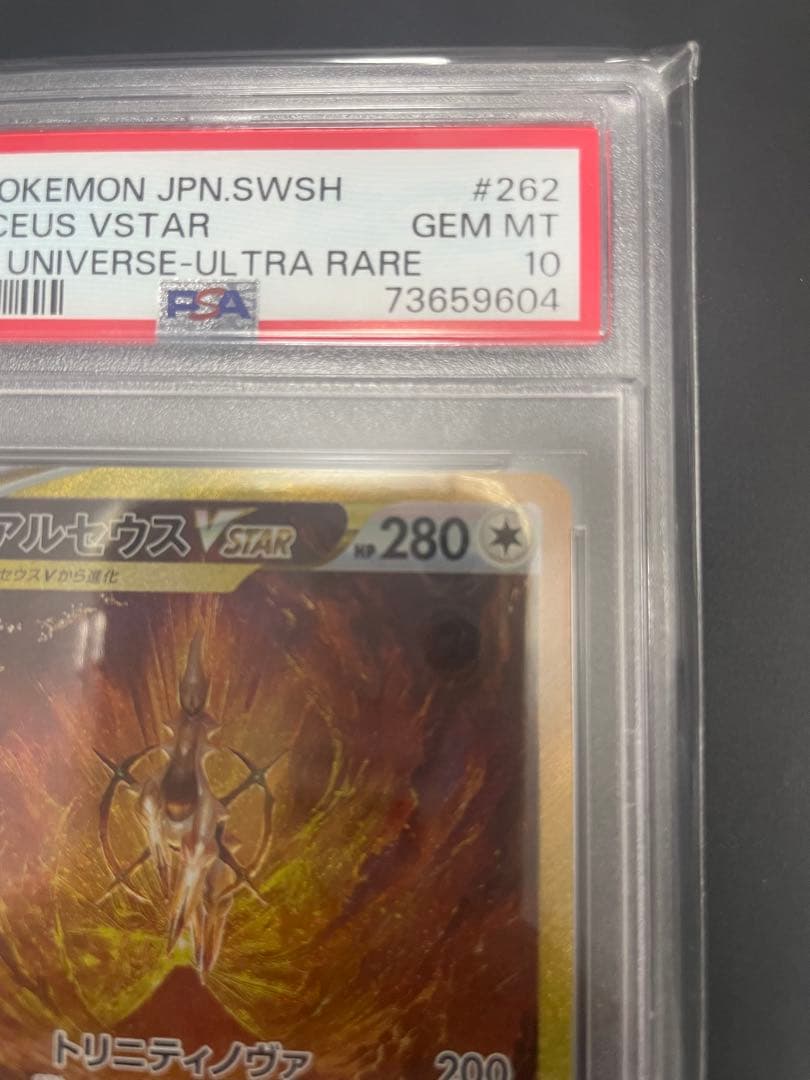 OKEMON JPN.SWSH #262
CEUS VSTAR GEM MT
UNIVERSE-ULTRA RARE 10
PSA 73659604
アルセウス VSTAR HP 280
セウスVから進化
トリニティノヴァ 200